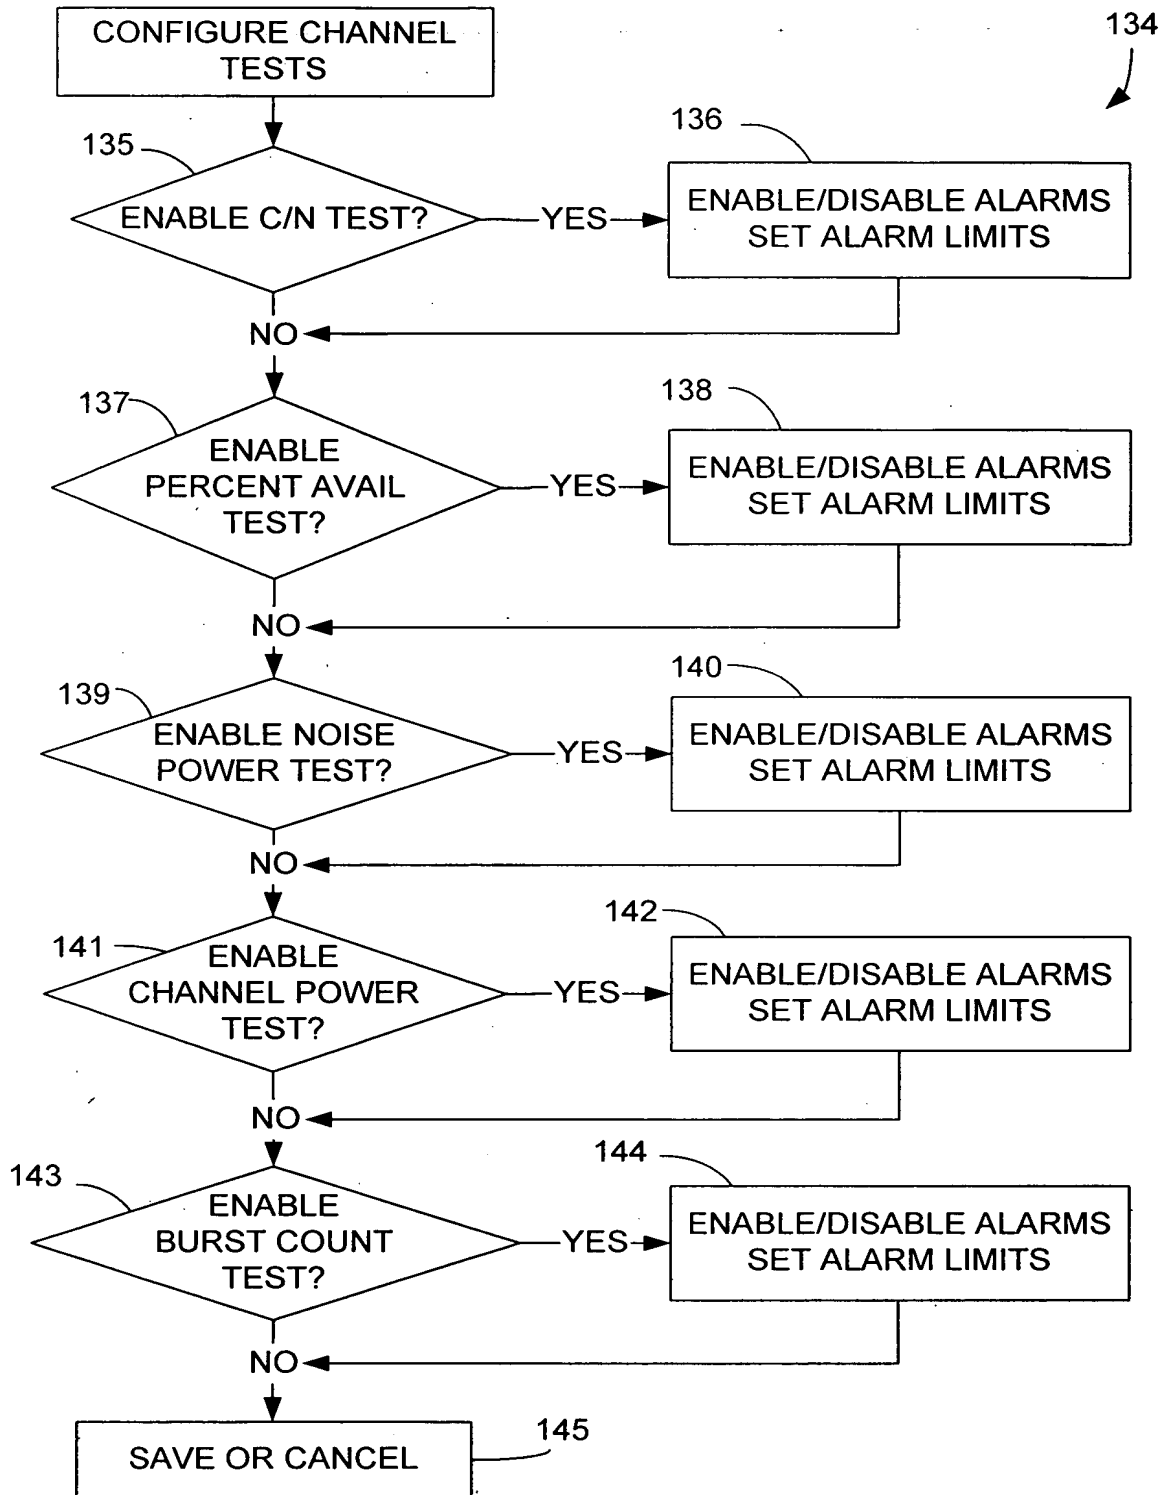 CONFIGURE CHANNEL
TESTS
134
135
ENABLE C/N TEST?
YES
136
ENABLE/DISABLE ALARMS
SET ALARM LIMITS
NO
137
ENABLE
PERCENT AVAIL
TEST?
YES
138
ENABLE/DISABLE ALARMS
SET ALARM LIMITS
NO
139
ENABLE NOISE
POWER TEST?
YES
140
ENABLE/DISABLE ALARMS
SET ALARM LIMITS
NO
141
ENABLE
CHANNEL POWER
TEST?
YES
142
ENABLE/DISABLE ALARMS
SET ALARM LIMITS
NO
143
ENABLE
BURST COUNT
TEST?
YES
144
ENABLE/DISABLE ALARMS
SET ALARM LIMITS
NO
SAVE OR CANCEL
145